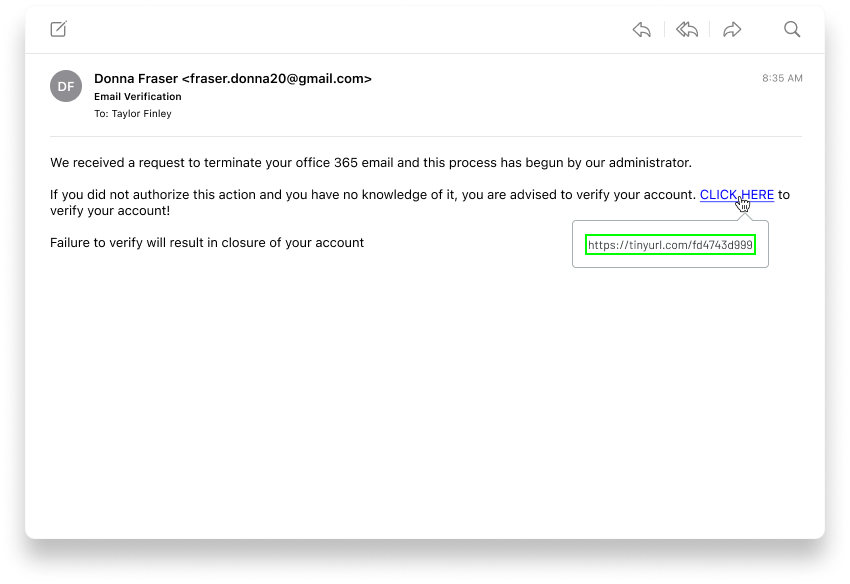 8:35 AM
DF
Donna Fraser <fraser.donna20@gmail.com>
Email Verification
To: Taylor Finley
We received a request to terminate your office 365 email and this process has begun by our administrator.
If you did not authorize this action and you have no knowledge of it, you are advised to verify your account. CLICK HERE to
verify your account!
Failure to verify will result in closure of your account
https://tinyurl.com/fd4743d999